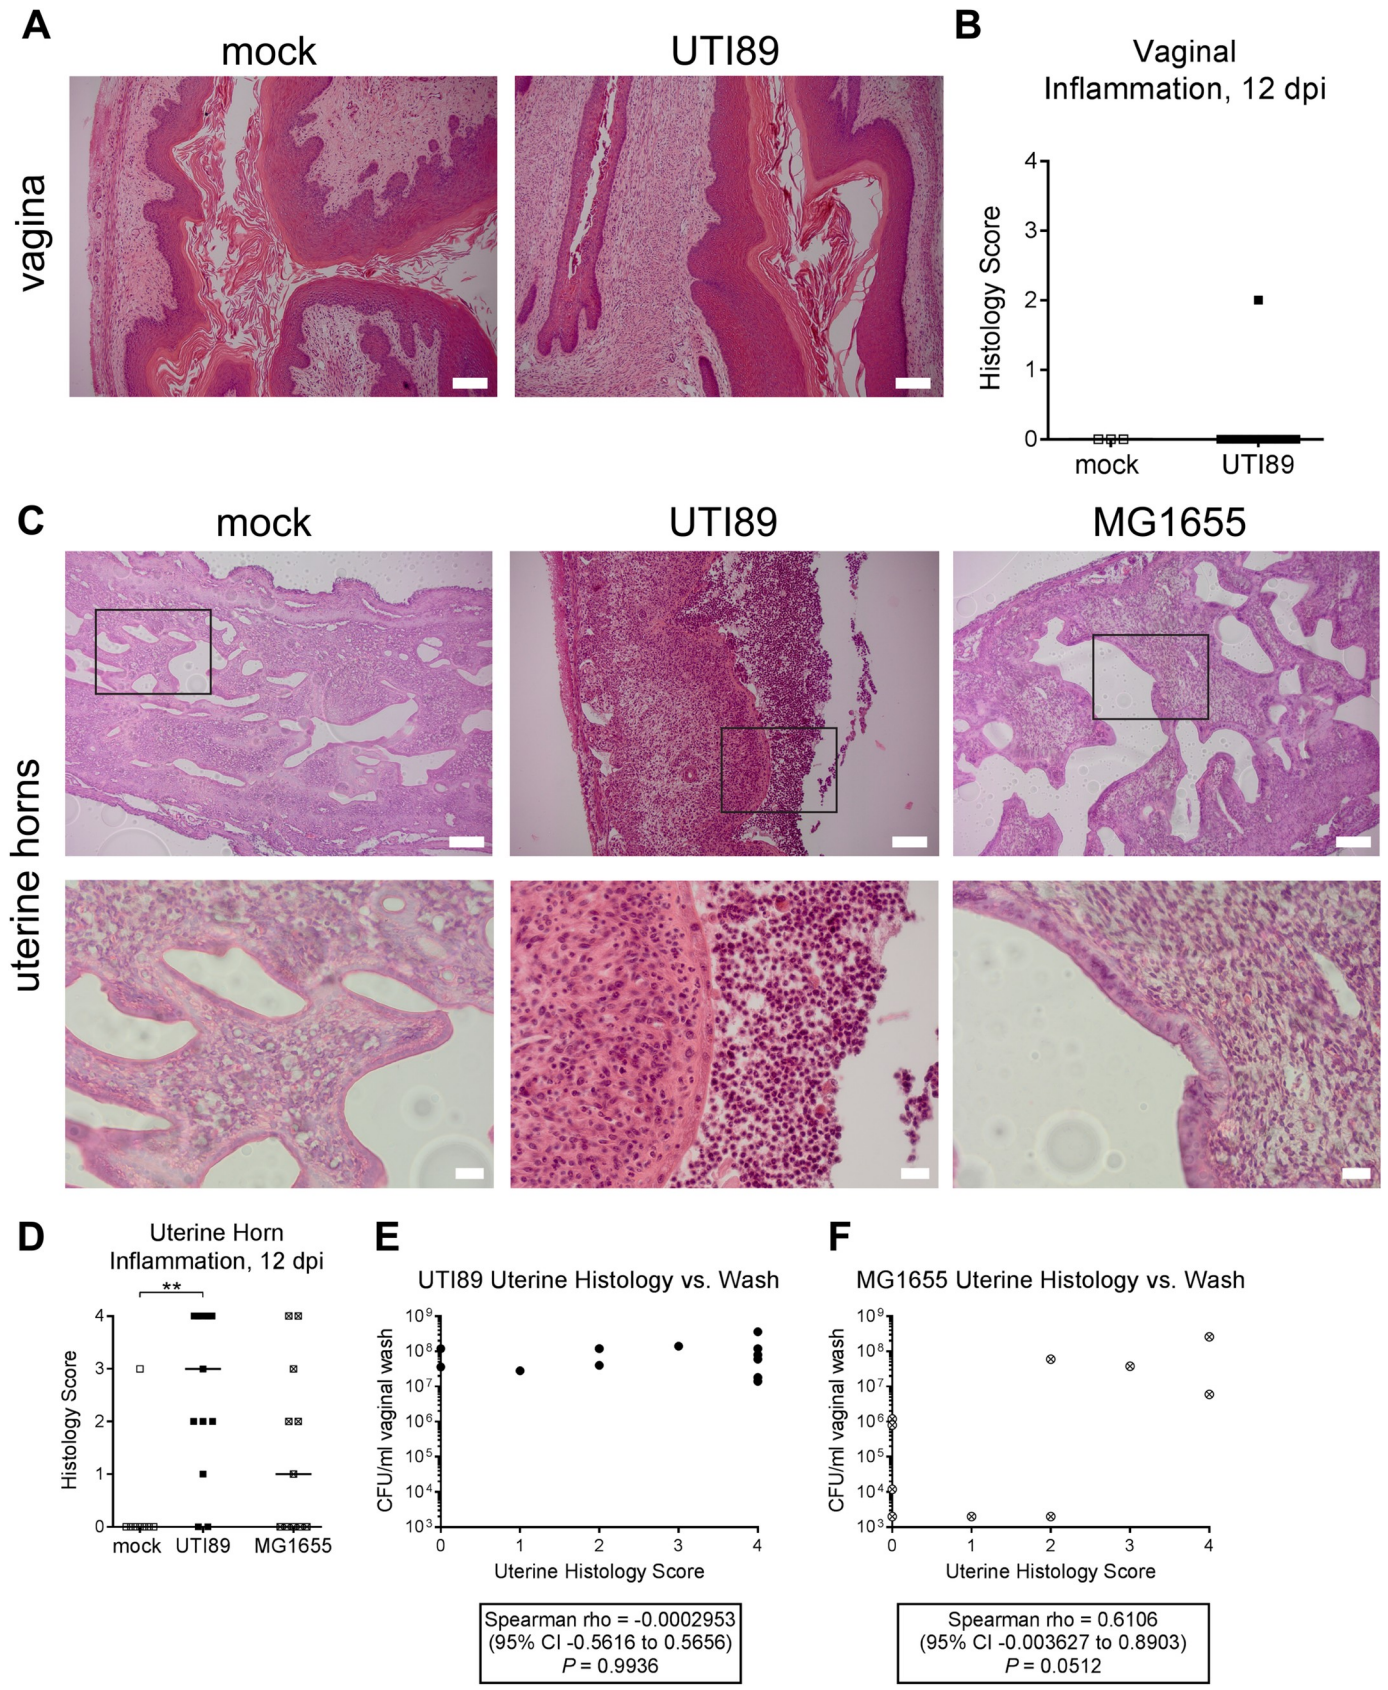 A
mock
UTI89
vagina
B
Vaginal
Inflammation, 12 dpi
Histology Score
4
3
2
1
0
mock
UTI89
C
mock
UTI89
MG1655
uterine horns
D
Uterine Horn
Inflammation, 12 dpi
**
Histology Score
4
3
2
1
0
mock
UTI89
MG1655
E
UTI89 Uterine Histology vs. Wash
CFU/ml vaginal wash
10⁹
10⁸
10⁷
10⁶
10⁵
10⁴
10³
0
1
2
3
4
Uterine Histology Score
Spearman rho = -0.0002953
(95% CI -0.5616 to 0.5656)
P = 0.9936
F
MG1655 Uterine Histology vs. Wash
CFU/ml vaginal wash
10⁹
10⁸
10⁷
10⁶
10⁵
10⁴
10³
0
1
2
3
4
Uterine Histology Score
Spearman rho = 0.6106
(95% CI -0.003627 to 0.8903)
P = 0.0512